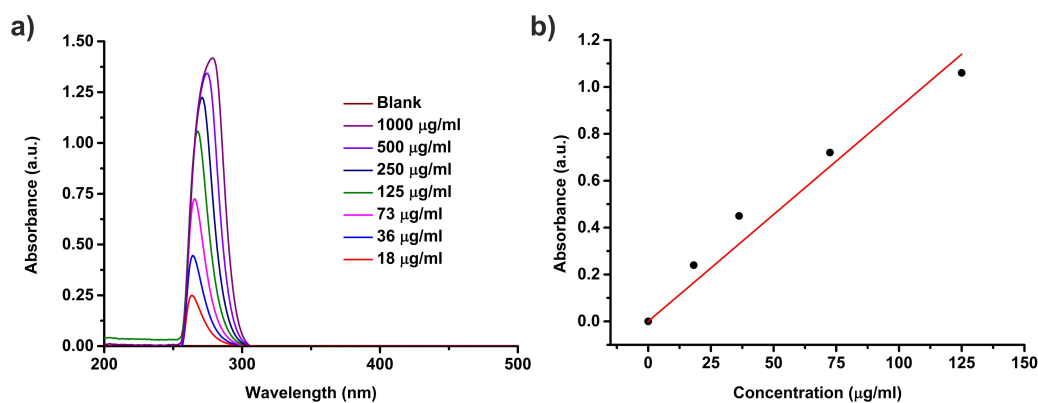 a)
1.50
1.25
1.00
0.75
0.50
0.25
0.00
Absorbance (a.u.)
200
300
400
500
Wavelength (nm)
Blank
1000 μg/ml
500 μg/ml
250 μg/ml
125 μg/ml
73 μg/ml
36 μg/ml
18 μg/ml
b)
1.2
1.0
0.8
0.6
0.4
0.2
0.0
Absorbance (a.u.)
0
25
50
75
100
125
150
Concentration (μg/ml)